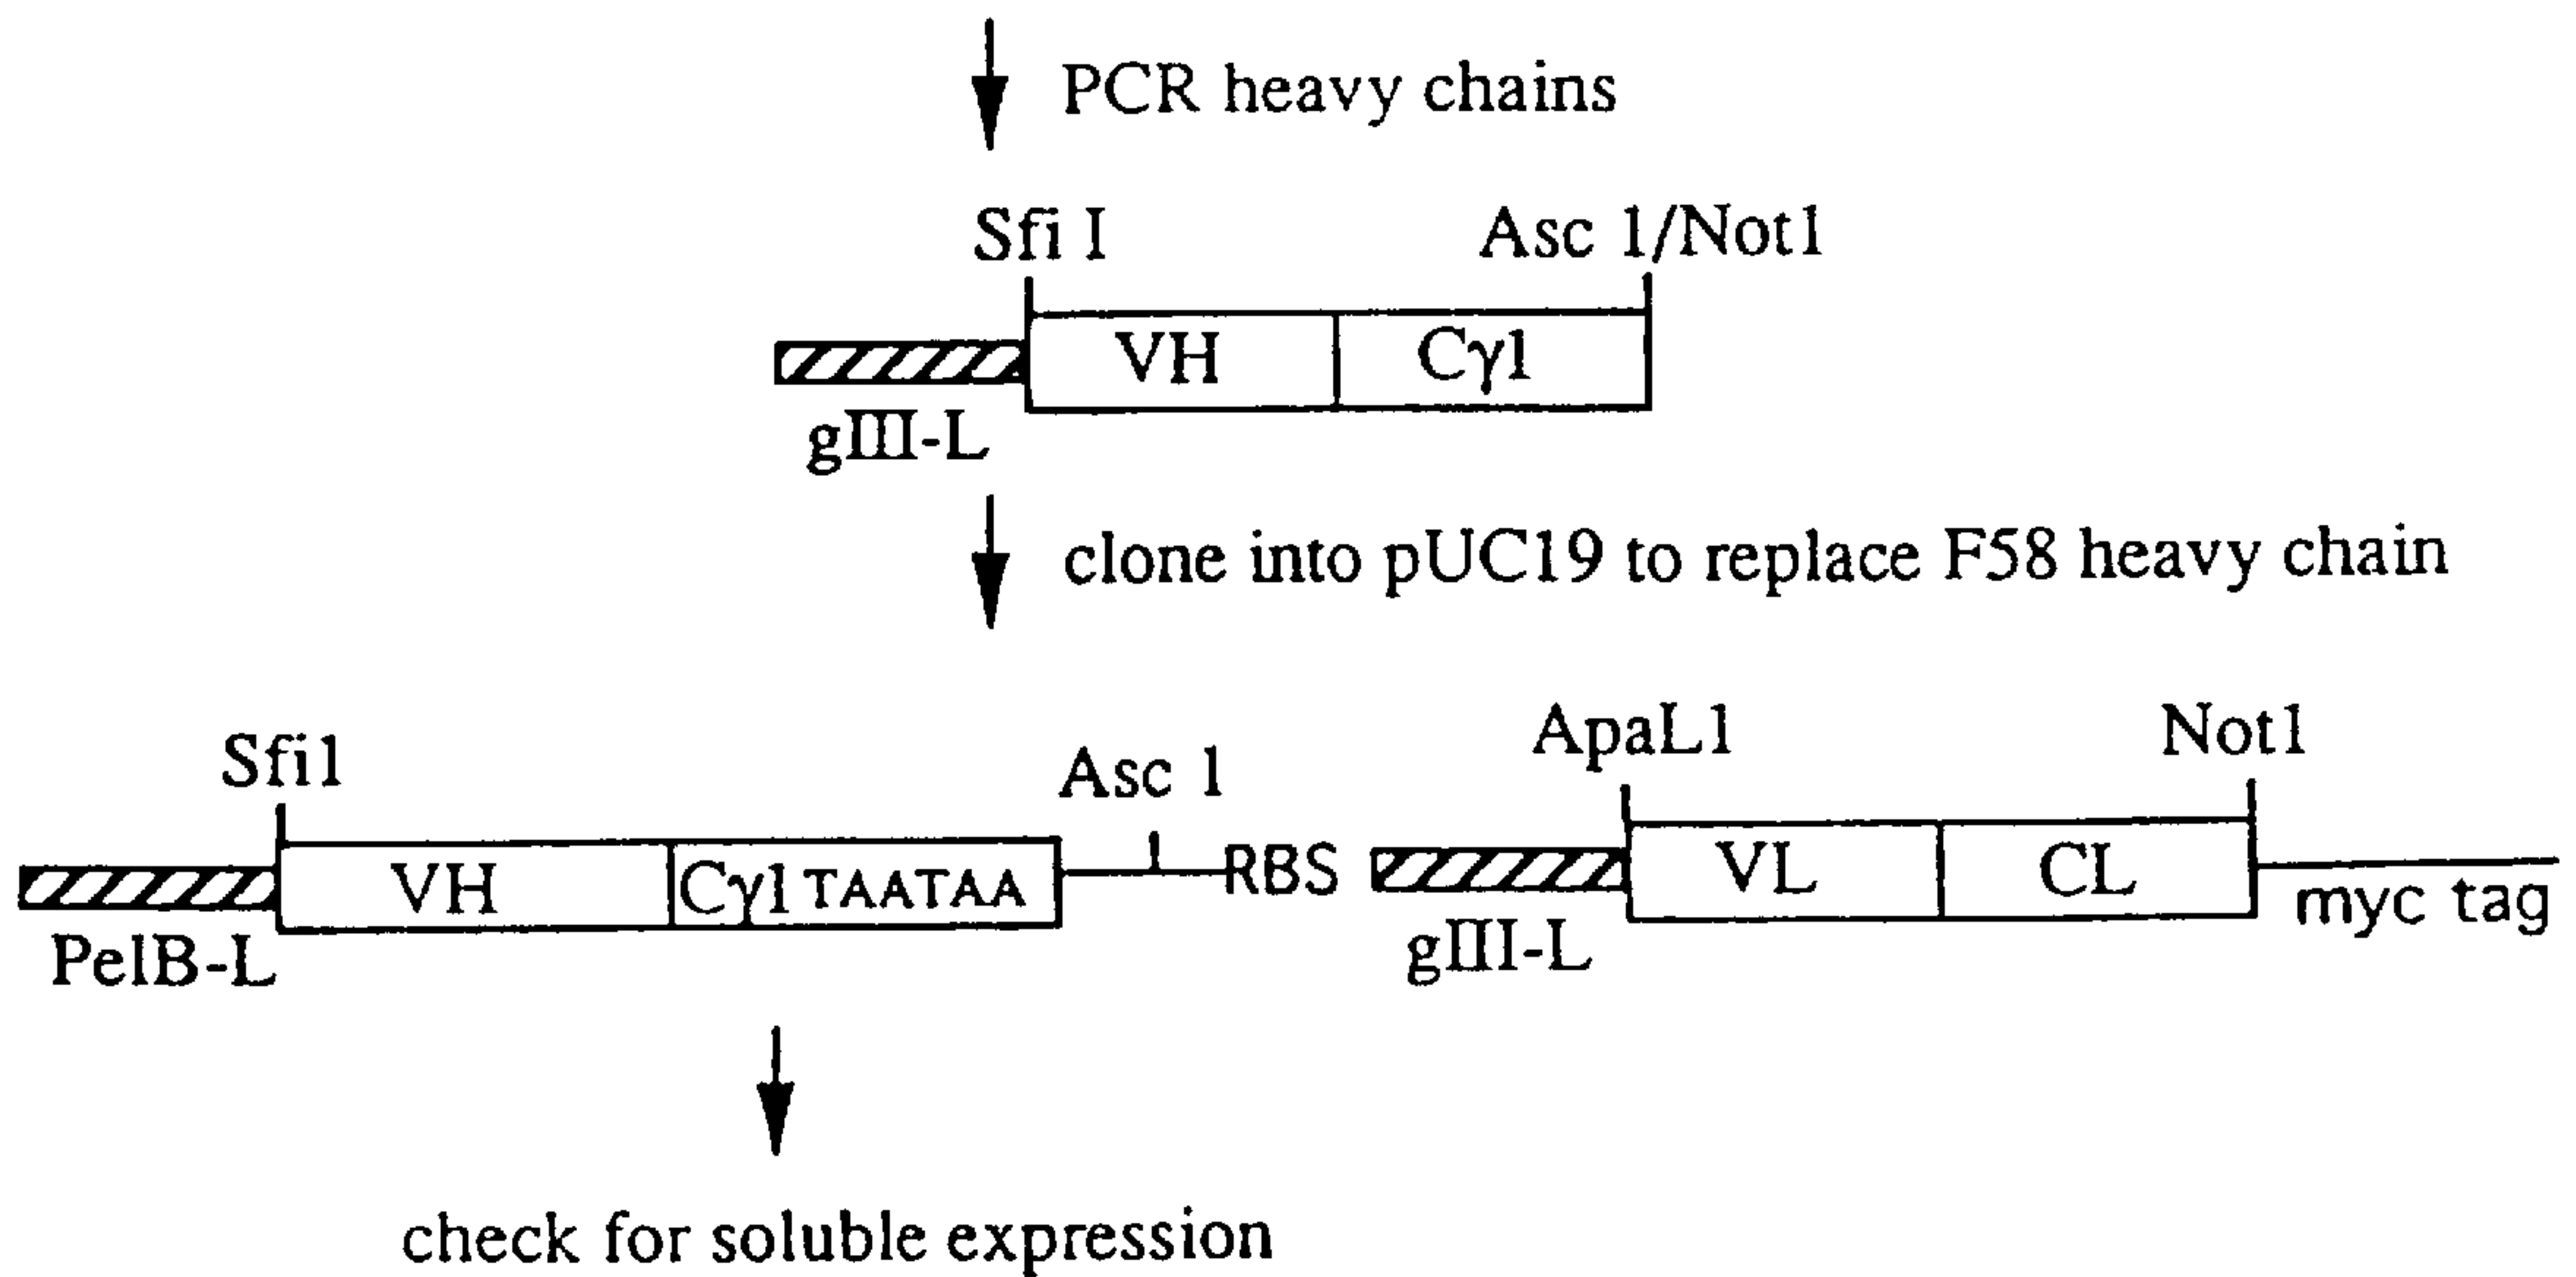 PCR heavy chains
Sfi I Asc 1/Not1
VH Cγ1
gIII-L
clone into pUC19 to replace F58 heavy chain
Sfi1 Asc 1 ApaL1 Not1
VH Cγ1 TAATAA RBS VL CL myc tag
PelB-L gIII-L
check for soluble expression